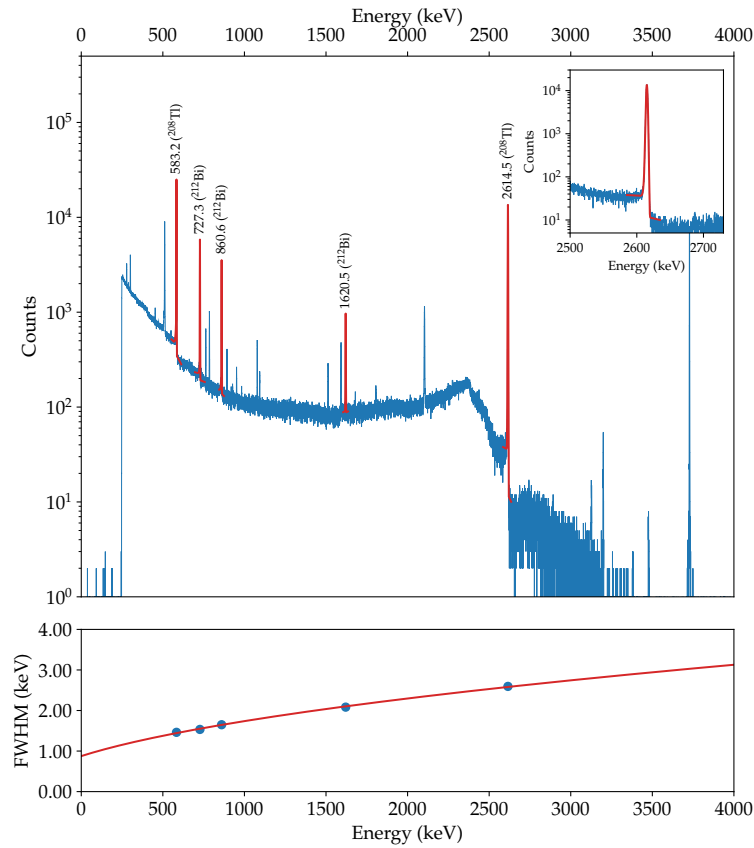 Energy (keV)
0 500 1000 1500 2000 2500 3000 3500 4000
Counts
10⁵
10⁴
10³
10²
10¹
10⁰
583.2 (²⁰⁸Tl)
727.3 (²¹²Bi)
860.6 (²¹²Bi)
1620.5 (²¹²Bi)
2614.5 (²⁰⁸Tl)
Counts
10⁴
10³
10²
10¹
2500 2600 2700
Energy (keV)
FWHM (keV)
4.00
3.00
2.00
1.00
0.00
0 500 1000 1500 2000 2500 3000 3500 4000
Energy (keV)